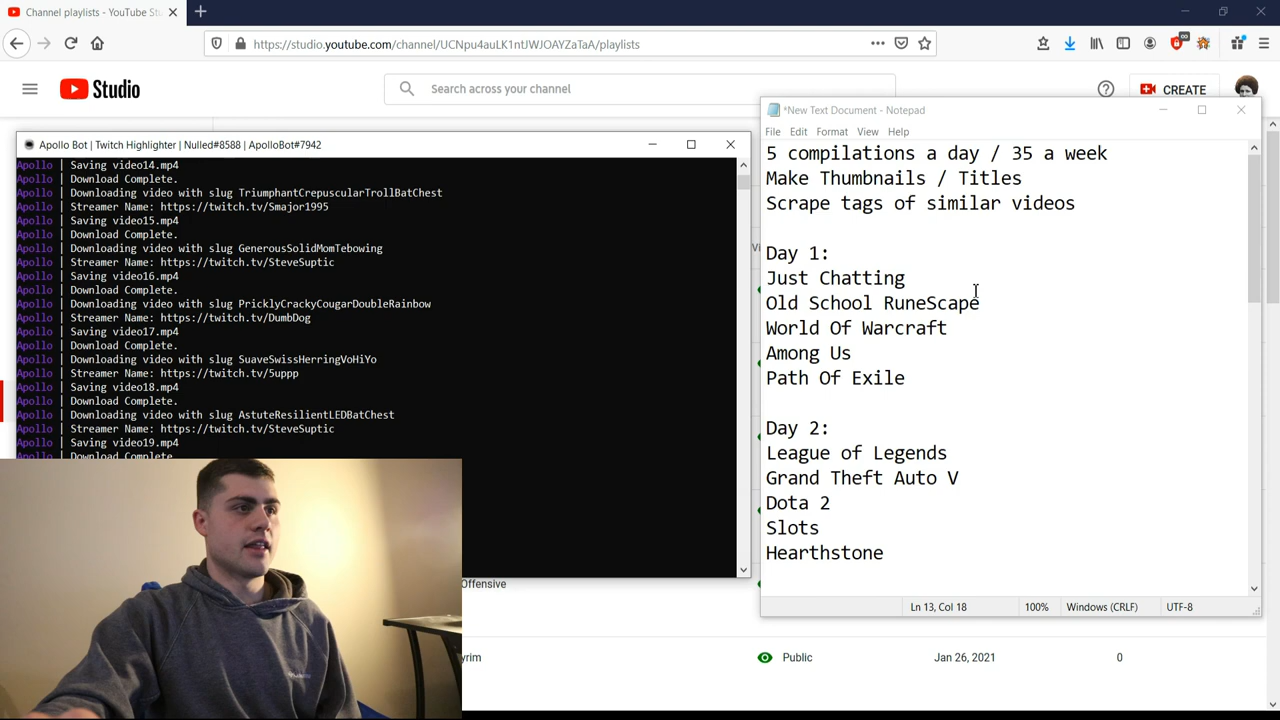 Channel playlists - YouTube Stu
https://studio.youtube.com/channel/UCNpu4auLK1ntJWJOAYZaTaA/playlists
Studio
Search across your channel
CREATE
Apollo Bot | Twitch Highlighter | Nulled#8588 | ApolloBot#7942
Apollo | Saving video14.mp4
Apollo | Download Complete.
Apollo | Downloading video with slug TriumphantCrepuscularTrollBatChest
Apollo | Streamer Name: https://twitch.tv/Smajor1995
Apollo | Saving video15.mp4
Apollo | Download Complete.
Apollo | Downloading video with slug GenerousSolidMomTebowing
Apollo | Streamer Name: https://twitch.tv/SteveSuptic
Apollo | Saving video16.mp4
Apollo | Download Complete.
Apollo | Downloading video with slug PricklyCrackyCougarDoubleRainbow
Apollo | Streamer Name: https://twitch.tv/DumbDog
Apollo | Saving video17.mp4
Apollo | Download Complete.
Apollo | Downloading video with slug SuaveSwissHerringVoHiYo
Apollo | Streamer Name: https://twitch.tv/5uppp
Apollo | Saving video18.mp4
Apollo | Download Complete.
Apollo | Downloading video with slug AstuteResilientLEDBatChest
Apollo | Streamer Name: https://twitch.tv/SteveSuptic
Apollo | Saving video19.mp4
Apollo | Download Complete
*New Text Document - Notepad
File Edit Format View Help
5 compilations a day / 35 a week
Make Thumbnails / Titles
Scrape tags of similar videos
Day 1:
Just Chatting
Old School RuneScape
World Of Warcraft
Among Us
Path Of Exile
Day 2:
League of Legends
Grand Theft Auto V
Dota 2
Slots
Hearthstone
Ln 13, Col 18 100% Windows (CRLF) UTF-8
Offensive
yrim Public Jan 26, 2021 0